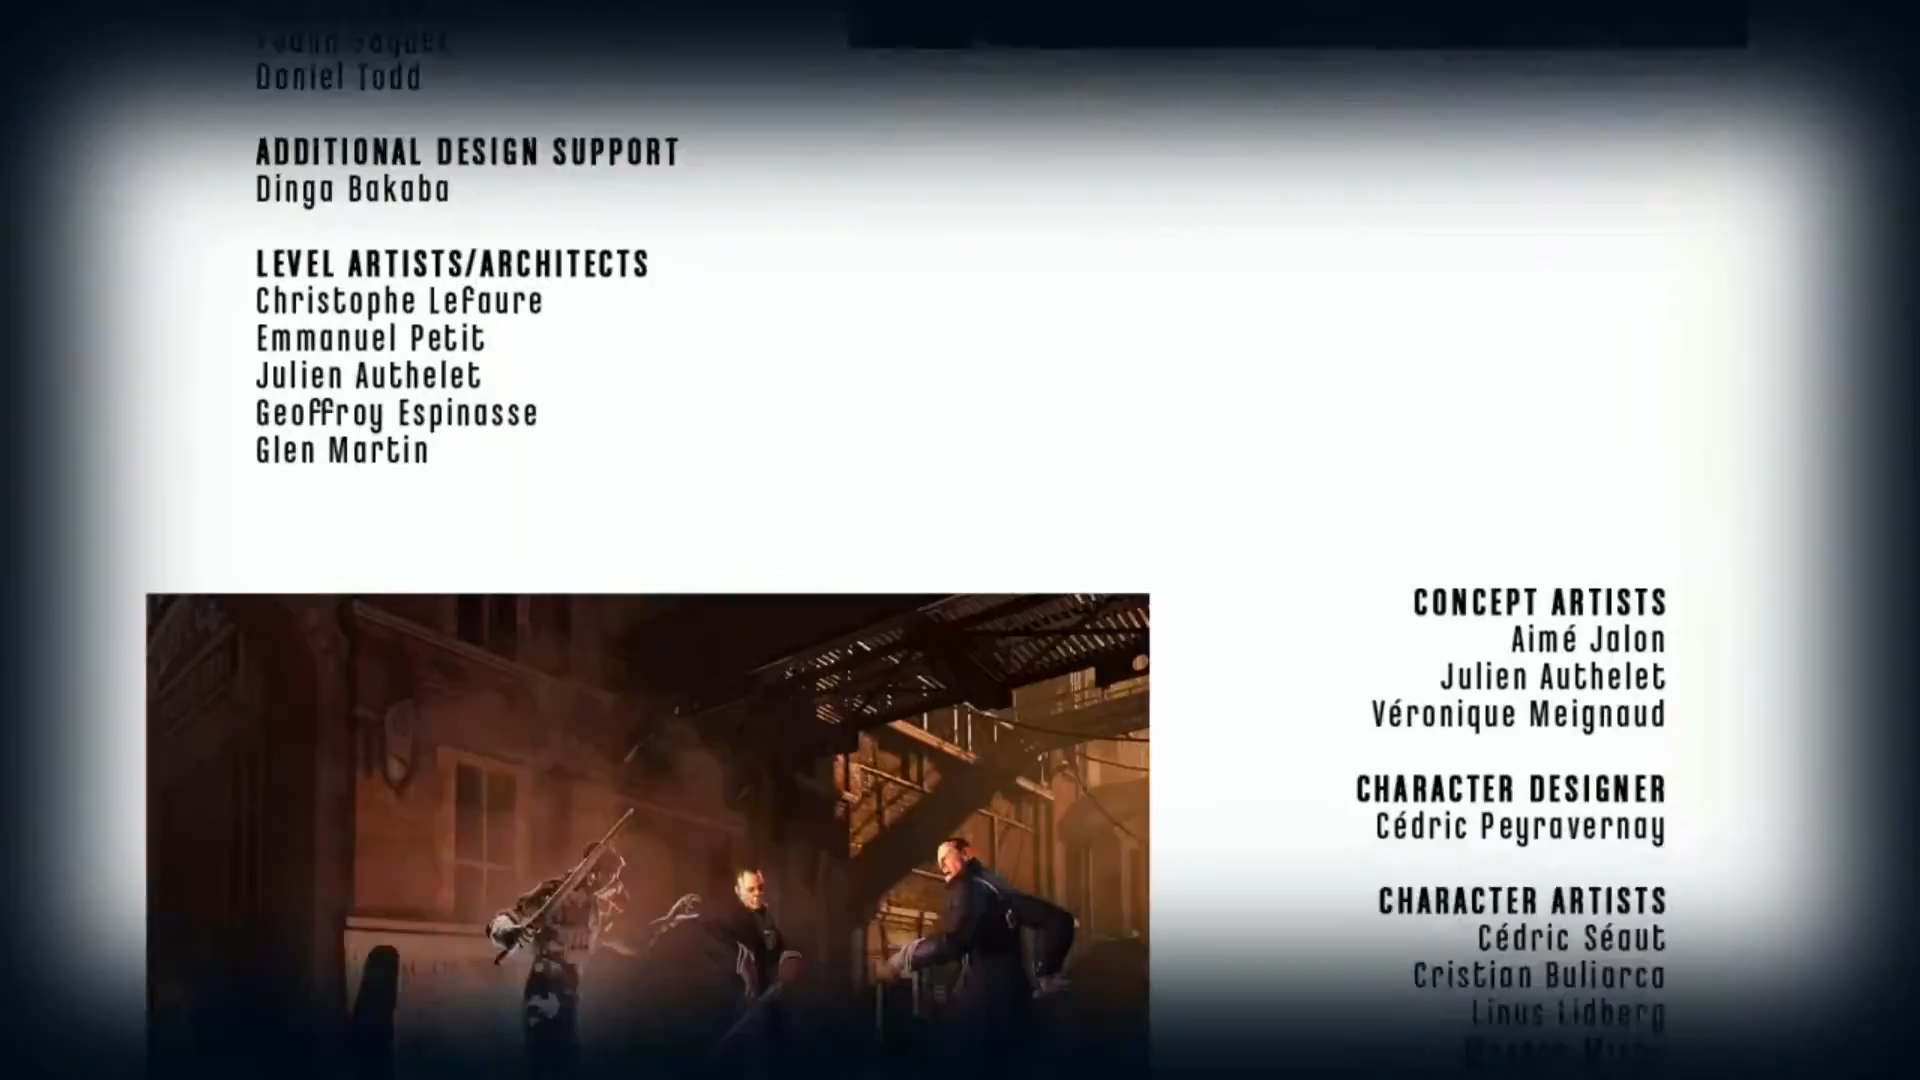 Daniel Todd
ADDITIONAL DESIGN SUPPORT
Dinga Bakaba
LEVEL ARTISTS/ARCHITECTS
Christophe Lefaure
Emmanuel Petit
Julien Authelet
Geoffroy Espinasse
Glen Martin
CONCEPT ARTISTS
Aimé Jalon
Julien Authelet
Véronique Meignaud
CHARACTER DESIGNER
Cédric Peyravernay
CHARACTER ARTISTS
Cédric Séaut
Cristian Buliarca
Linus Lidberg